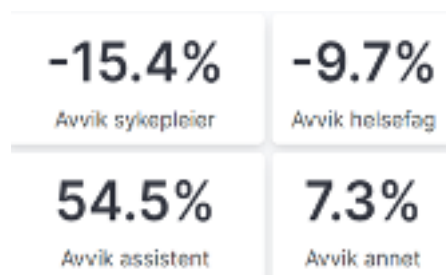 -15.4% -9.7%
Avvik sykepleier Avvik helsefag
54.5% 7.3%
Avvik assistent Avvik annet